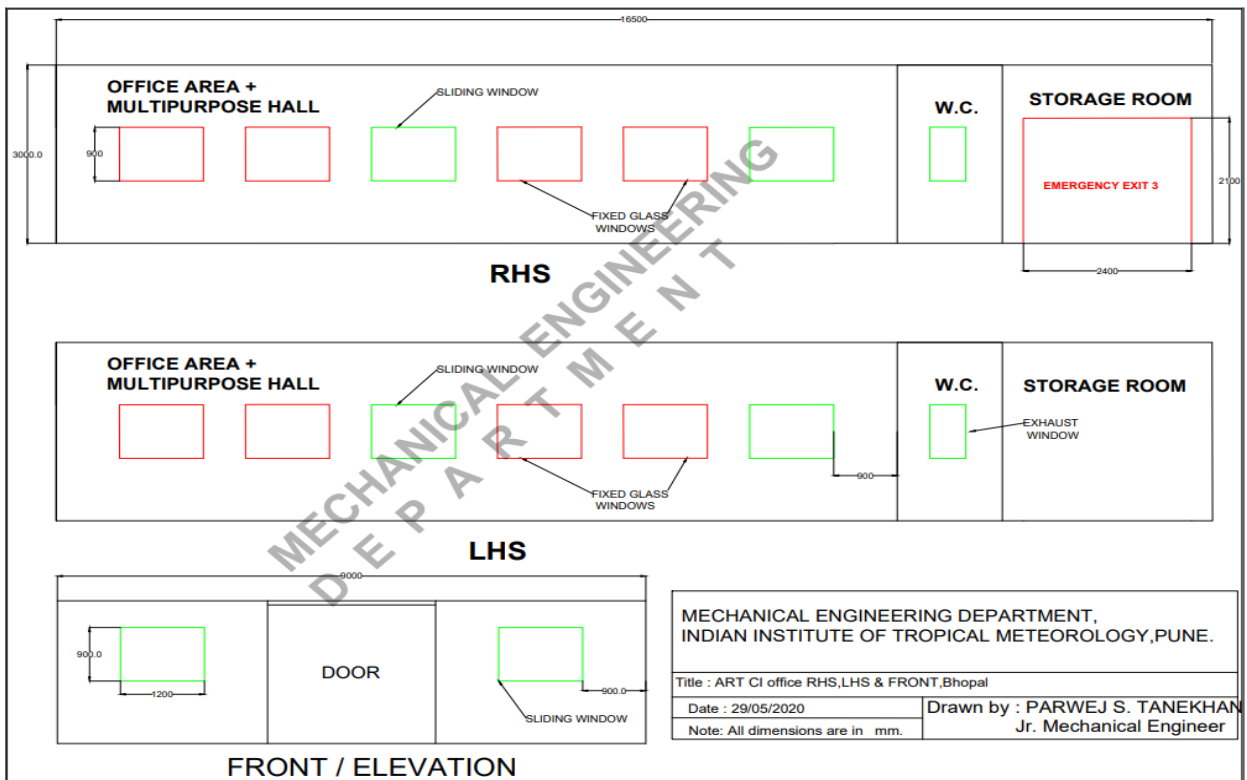 16500
OFFICE AREA +
MULTIPURPOSE HALL
SLIDING WINDOW
W.C.
STORAGE ROOM
3000.0
900
EMERGENCY EXIT 3
2100
FIXED GLASS
WINDOWS
2400
RHS
OFFICE AREA +
MULTIPURPOSE HALL
SLIDING WINDOW
W.C.
STORAGE ROOM
EXHAUST
WINDOW
900
FIXED GLASS
WINDOWS
LHS
MECHANICAL ENGINEERING
DEPARTMENT
9000
900.0
1200
DOOR
900.0
SLIDING WINDOW
FRONT / ELEVATION
MECHANICAL ENGINEERING DEPARTMENT,
INDIAN INSTITUTE OF TROPICAL METEOROLOGY,PUNE.
Title : ART CI office RHS,LHS & FRONT,Bhopal
Date : 29/05/2020
Note: All dimensions are in mm.
Drawn by : PARWEJ S. TANEKHAN
Jr. Mechanical Engineer